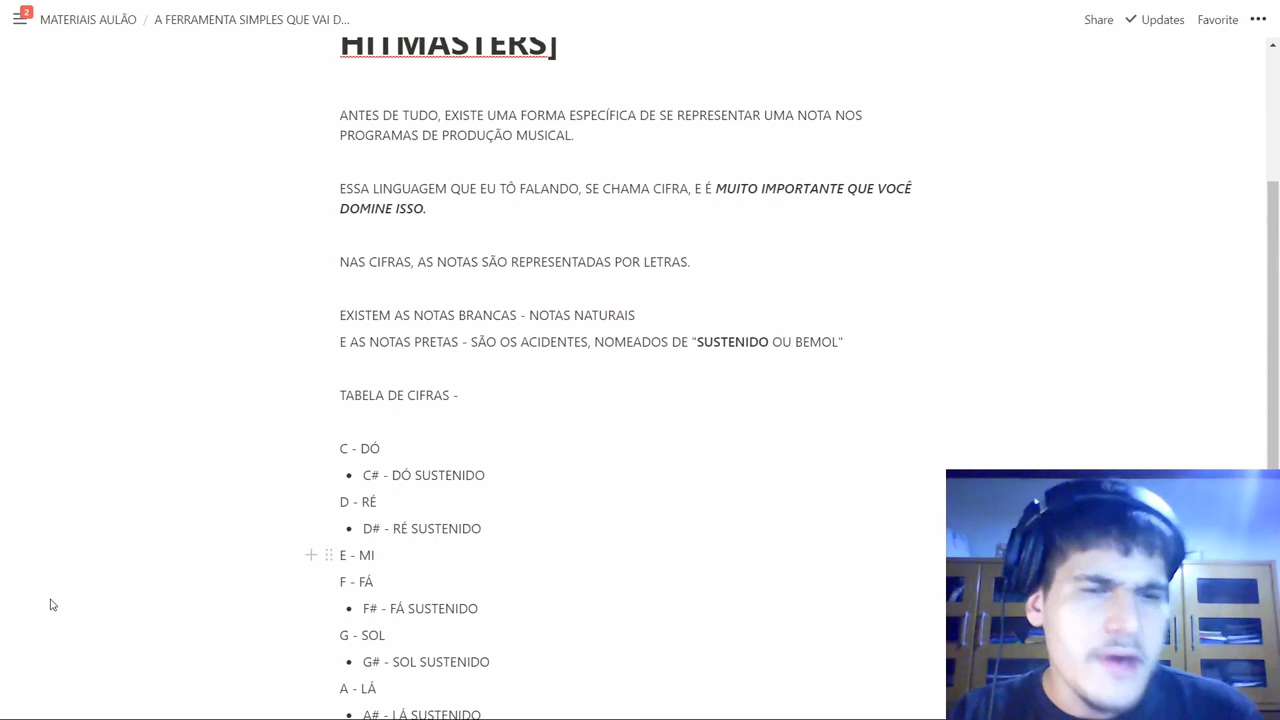 2
MATERIAIS AULÃO / A FERRAMENTA SIMPLES QUE VAI D...
Share
Updates
Favorite
HITMASTERS]
ANTES DE TUDO, EXISTE UMA FORMA ESPECÍFICA DE SE REPRESENTAR UMA NOTA NOS
PROGRAMAS DE PRODUÇÃO MUSICAL.
ESSA LINGUAGEM QUE EU TÔ FALANDO, SE CHAMA CIFRA, E É MUITO IMPORTANTE QUE VOCÊ
DOMINE ISSO.
NAS CIFRAS, AS NOTAS SÃO REPRESENTADAS POR LETRAS.
EXISTEM AS NOTAS BRANCAS - NOTAS NATURAIS
E AS NOTAS PRETAS - SÃO OS ACIDENTES, NOMEADOS DE "SUSTENIDO OU BEMOL"
TABELA DE CIFRAS -
C - DÓ
• C# - DÓ SUSTENIDO
D - RÉ
• D# - RÉ SUSTENIDO
E - MI
F - FÁ
• F# - FÁ SUSTENIDO
G - SOL
• G# - SOL SUSTENIDO
A - LÁ
• A# - LÁ SUSTENIDO